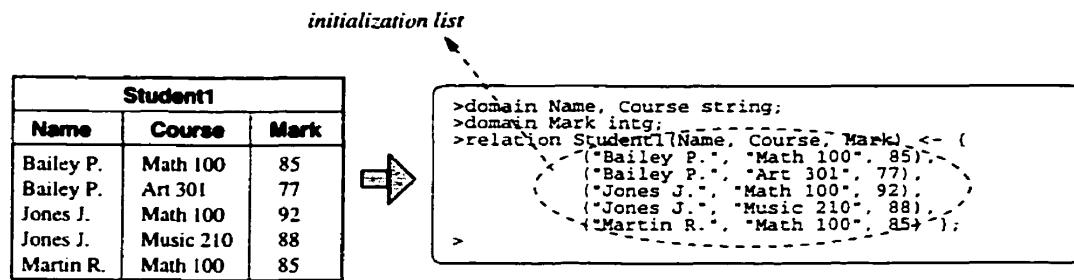 initialization list
Student1
Name Course Mark
Bailey P. Math 100 85
Bailey P. Art 301 77
Jones J. Math 100 92
Jones J. Music 210 88
Martin R. Math 100 85
>domain Name, Course string;
>domain Mark intg;
>relation Student1(Name, Course, Mark) <- {
("Bailey P.", "Math 100", 85),
("Bailey P.", "Art 301", 77),
("Jones J.", "Math 100", 92),
("Jones J.", "Music 210", 88),
("Martin R.", "Math 100", 85) };
>